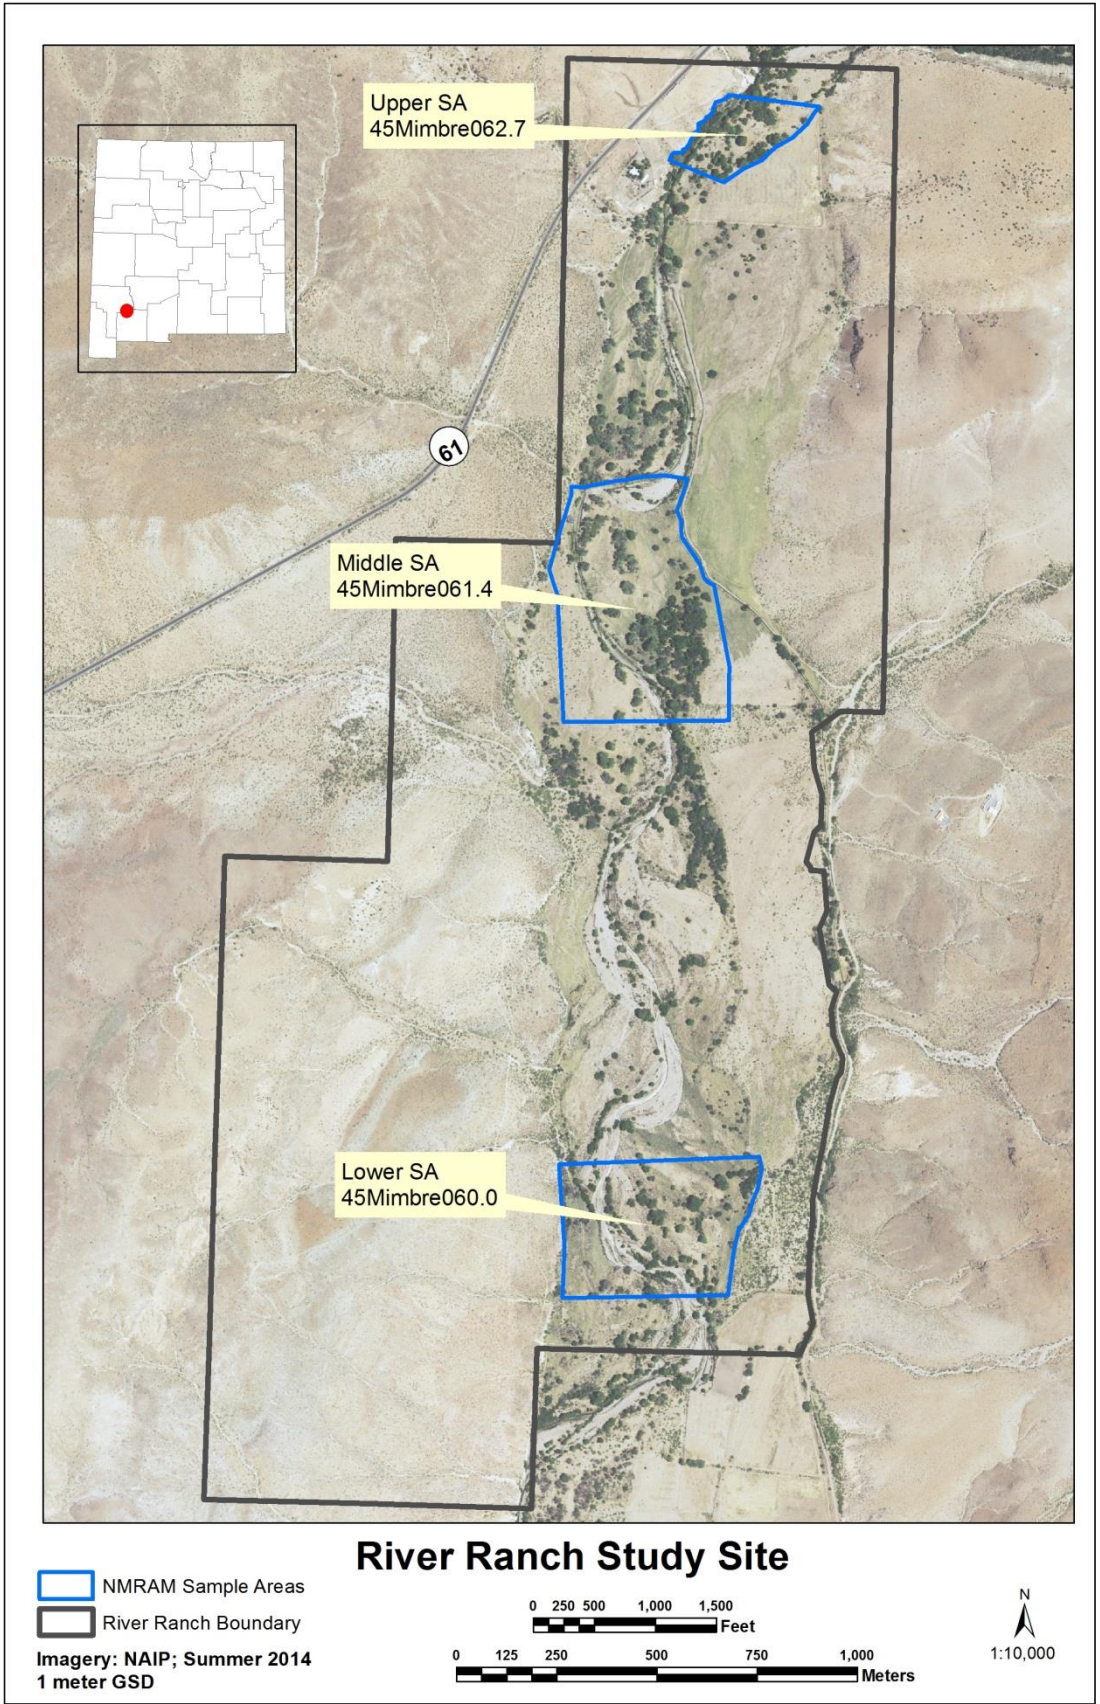 Upper SA
45Mimbre062.7
61
Middle SA
45Mimbre061.4
Lower SA
45Mimbre060.0
River Ranch Study Site
NMRAM Sample Areas
River Ranch Boundary
Imagery: NAIP; Summer 2014
1 meter GSD
0 250 500 1,000 1,500
Feet
0 125 250 500 750 1,000
Meters
N
1:10,000